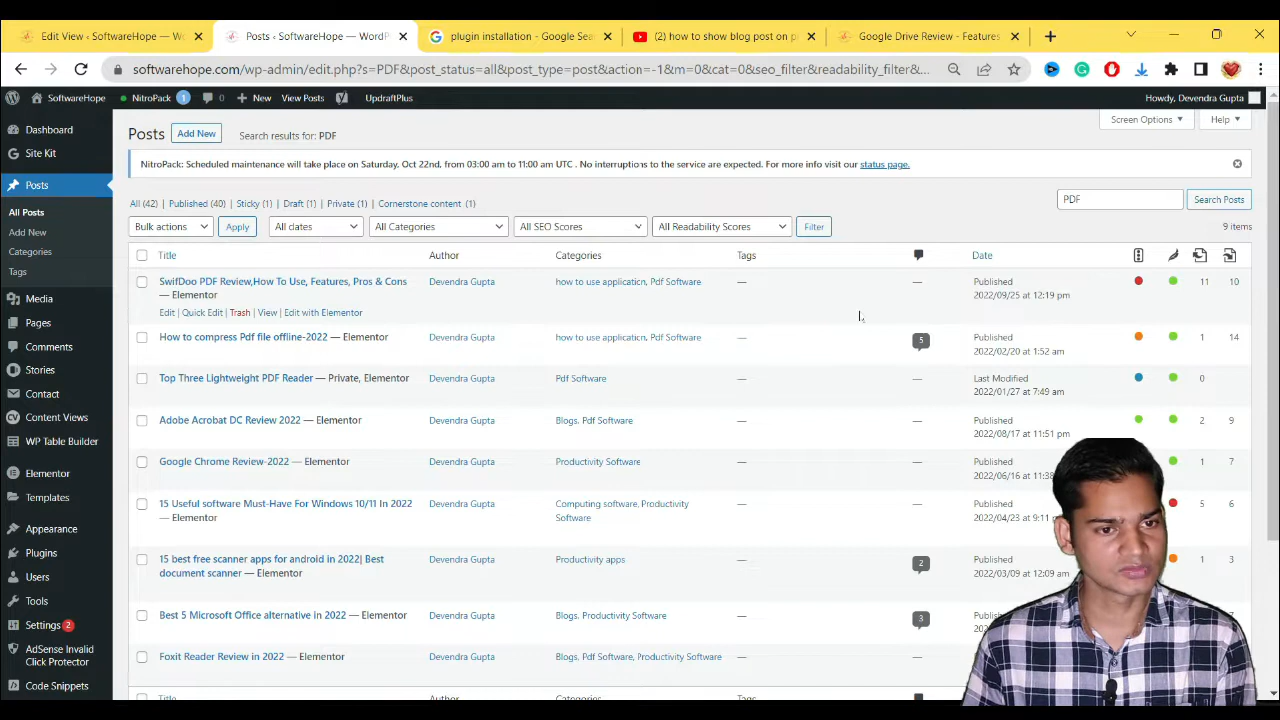 Edit View ‹ SoftwareHope — Wo
Posts ‹ SoftwareHope — WordP
plugin installation - Google Sea
(2) how to show blog post on p
Google Drive Review - Features
softwarehope.com/wp-admin/edit.php?s=PDF&post_status=all&post_type=post&action=-1&m=0&cat=0&seo_filter&readability_filter&...
SoftwareHope NitroPack 1 New View Posts UpdraftPlus Howdy, Devendra Gupta
Dashboard
Site Kit
Posts
All Posts
Add New
Categories
Tags
Media
Pages
Comments
Stories
Contact
Content Views
WP Table Builder
Elementor
Templates
Appearance
Plugins
Users
Tools
Settings 2
AdSense Invalid
Click Protector
Code Snippets
Screen Options Help
Posts Add New Search results for: PDF
NitroPack: Scheduled maintenance will take place on Saturday, Oct 22nd, from 03:00 am to 11:00 am UTC . No interruptions to the service are expected. For more info visit our status page.
All (42) | Published (40) | Sticky (1) | Draft (1) | Private (1) | Cornerstone content (1)
PDF Search Posts
Bulk actions Apply All dates All Categories All SEO Scores All Readability Scores Filter 9 items
Title Author Categories Tags Date
SwifDoo PDF Review,How To Use, Features, Pros & Cons Devendra Gupta how to use application, Pdf Software — — Published 11 10
— Elementor 2022/09/25 at 12:19 pm
Edit | Quick Edit | Trash | View | Edit with Elementor
How to compress Pdf file offline-2022 — Elementor Devendra Gupta how to use application, Pdf Software — 5 Published 1 14
2022/02/20 at 1:52 am
Top Three Lightweight PDF Reader — Private, Elementor Devendra Gupta Pdf Software — — Last Modified 0
2022/01/27 at 7:49 am
Adobe Acrobat DC Review 2022 — Elementor Devendra Gupta Blogs, Pdf Software — — Published 2 9
2022/08/17 at 11:51 pm
Google Chrome Review-2022 — Elementor Devendra Gupta Productivity Software — — Published 1 7
2022/06/16 at 11:38
15 Useful software Must-Have For Windows 10/11 In 2022 Devendra Gupta Computing software, Productivity — — Published 5 6
— Elementor Software 2022/04/23 at 9:11
15 best free scanner apps for android in 2022| Best Devendra Gupta Productivity apps — 2 Published 1 3
document scanner — Elementor 2022/03/09 at 12:09 am
Best 5 Microsoft Office alternative in 2022 — Elementor Devendra Gupta Blogs, Productivity Software — 3
Foxit Reader Review in 2022 — Elementor Devendra Gupta Blogs, Pdf Software, Productivity Software — —
Title Author Categories Tags